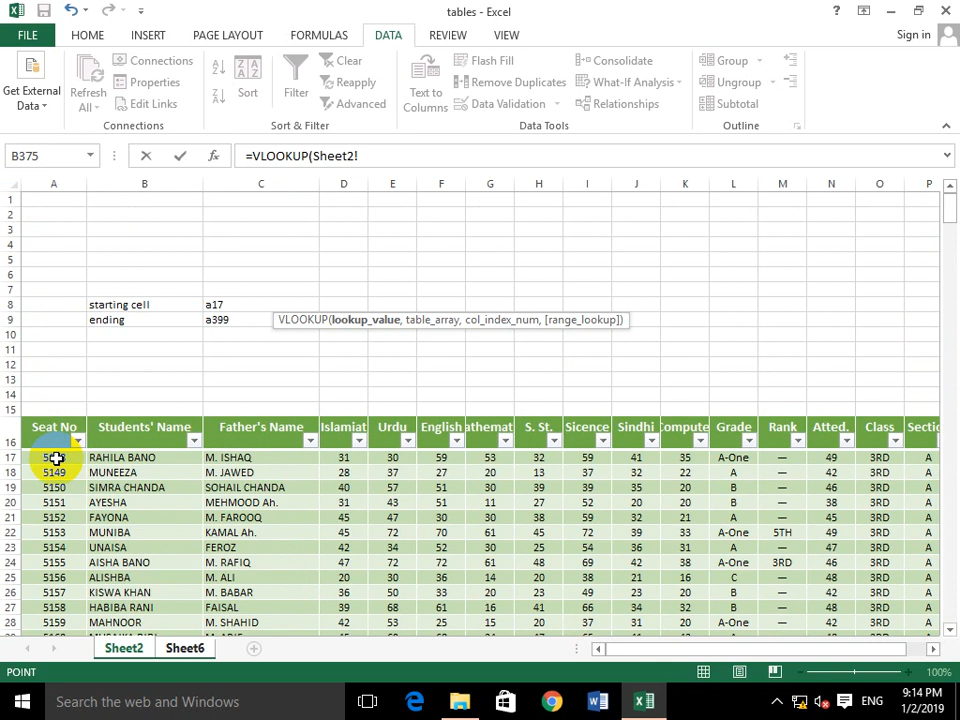 tables - Excel
Sign in
FILE HOME INSERT PAGE LAYOUT FORMULAS DATA REVIEW VIEW
Get External Data
Refresh All
Connections
Properties
Edit Links
Connections
Sort
Filter
Clear
Reapply
Advanced
Sort & Filter
Text to Columns
Flash Fill
Remove Duplicates
Data Validation
Consolidate
What-If Analysis
Relationships
Data Tools
Group
Ungroup
Subtotal
Outline
B375 =VLOOKUP(Sheet2!
A B C D E F G H I J K L M N O P
1
2
3
4
5
6
7
8 starting cell a17
9 ending a399
VLOOKUP(lookup_value, table_array, col_index_num, [range_lookup])
10
11
12
13
14
15
16 Seat No Students' Name Father's Name Islamiat Urdu English S. St. Sicence Sindhi Grade Rank Atted. Class
17 RAHILA BANO M. ISHAQ 31 30 59 53 32 59 41 35 A-One — 49 3RD A
18 5149 MUNEEZA M. JAWED 28 37 27 20 13 37 32 22 A — 42 3RD A
19 5150 SIMRA CHANDA SOHAIL CHANDA 40 57 51 30 39 39 35 20 B — 46 3RD A
20 5151 AYESHA MEHMOOD Ah. 31 43 51 11 27 52 20 20 B — 42 3RD A
21 5152 FAYONA M. FAROOQ 45 47 30 30 38 59 32 21 A — 45 3RD A
22 5153 MUNIBA KAMAL Ah. 45 72 70 61 45 72 39 33 A-One 5TH 49 3RD A
23 5154 UNAISA FEROZ 42 34 52 30 25 54 36 31 A — 47 3RD A
24 5155 AISHA BANO M. RAFIQ 47 72 72 61 48 69 42 38 A-One 3RD 46 3RD A
25 5156 ALISHBA M. ALI 20 30 36 14 20 38 21 16 C — 48 3RD A
26 5157 KISWA KHAN M. BABAR 36 50 33 20 23 49 23 20 B — 42 3RD A
27 5158 HABIBA RANI FAISAL 39 68 61 16 41 66 34 32 B — 48 3RD A
28 5159 MAHNOOR M. SHAHID 42 53 25 15 20 37 31 20 A-One — 42 3RD A
Sheet2 Sheet6
POINT 100%
Search the web and Windows
ENG
9:14 PM
1/2/2019